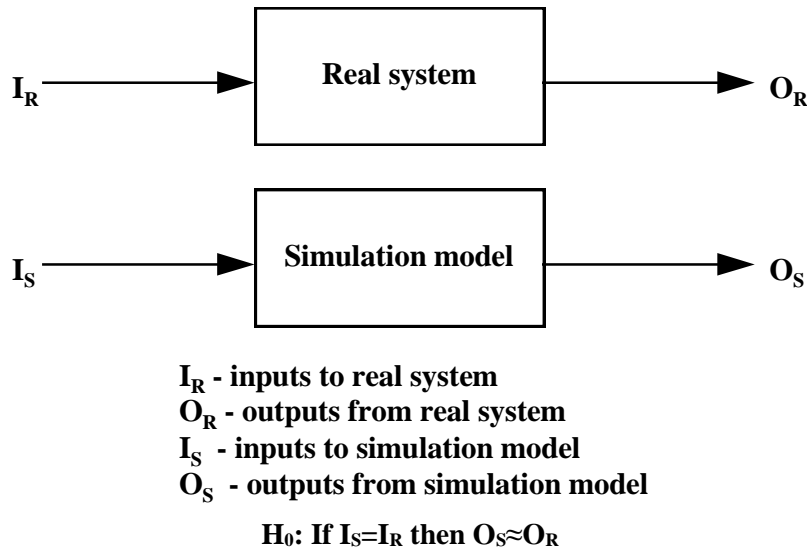 Real system
I_R
O_R
Simulation model
I_S
O_S
I_R - inputs to real system
O_R - outputs from real system
I_S - inputs to simulation model
O_S - outputs from simulation model
H₀: If I_S=I_R then O_S≈O_R